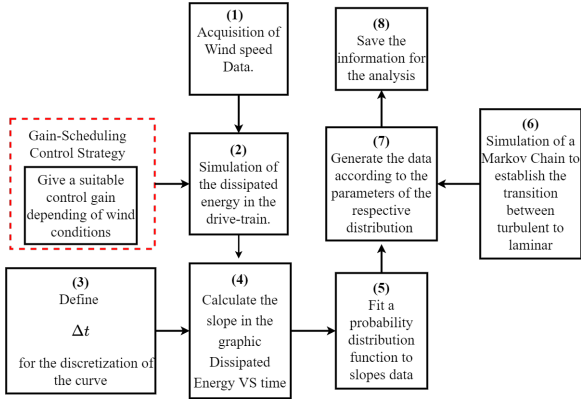 (1)
Acquisition of
Wind speed
Data.
(8)
Save the
information for
the analysis
Gain-Scheduling
Control Strategy
Give a suitable
control gain
depending of wind
conditions
(2)
Simulation of
the dissipated
energy in the
drive-train.
(7)
Generate the data
according to the
parameters of the
respective
distribution
(6)
Simulation of a
Markov Chain to
establish the
transition
between
turbulent to
laminar
(3)
Define
Δt
for the discretization of
the curve
(4)
Calculate the
slope in the
graphic
Dissipated
Energy VS time
(5)
Fit a
probability
distribution
function to
slopes data